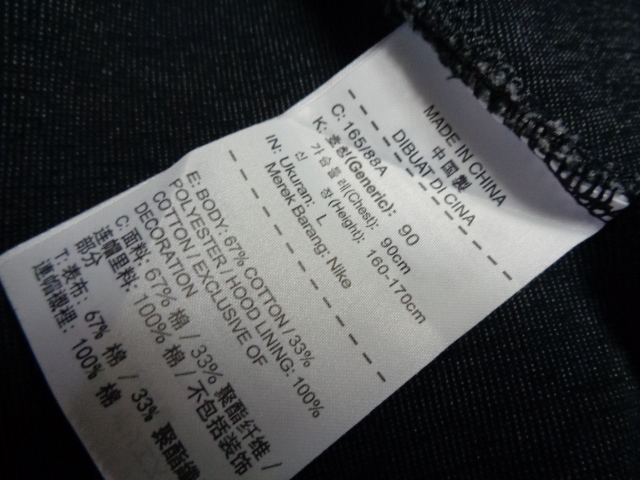 MADE IN CHINA
中国製
DIBUAT DI CINA
C: 165/88A
K: 호칭(Generic): 90
가슴둘레(Chest): 90cm
신 장 (Height): 160-170cm
IN: Ukuran: L
Merek Barang: Nike
E: BODY: 67% COTTON / 33%
POLYESTER / HOOD LINING: 100%
COTTON / EXCLUSIVE OF
DECORATION
C: 面料: 67% 棉 / 33% 聚酯纤维 /
连帽里料: 100% 棉 / 不包括装饰
部分
T: 表布: 67% 棉 / 33% 聚酯纖
連帽欄裡: 100% 棉